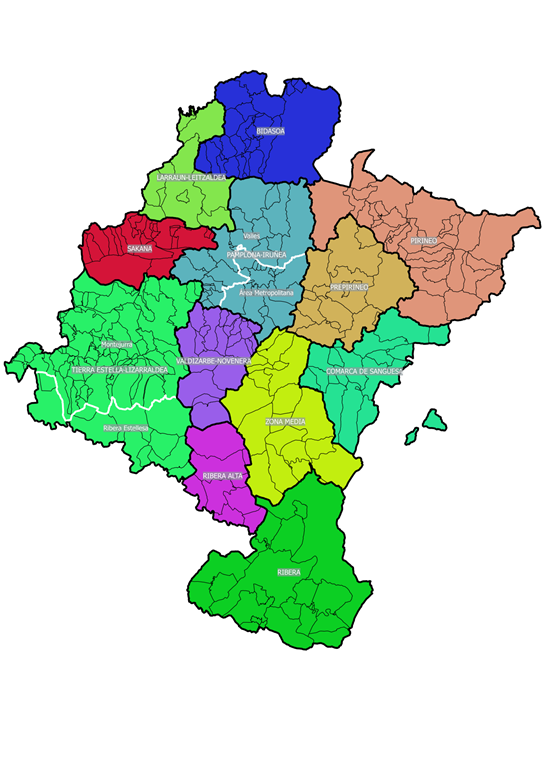 BIDASOA
LARRAUN-LEITZALDEA
Valles
PIRINEO
SAKANA
PAMPLONA-IRUÑEA
PREPIRINEO
Área Metropolitana
Montejurra
VALDIZARBE-NOVENERA
TIERRA ESTELLA-LIZARRALDEA
COMARCA DE SANGÜESA
ZONA MEDIA
Ribera Estellesa
RIBERA ALTA
RIBERA